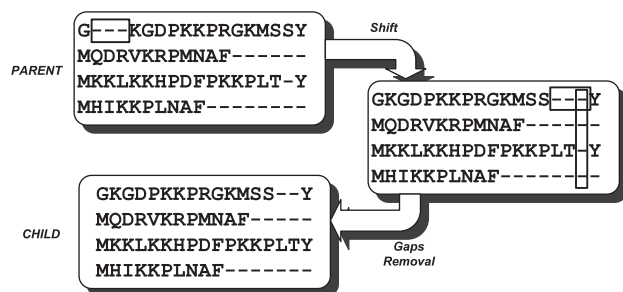 G---KGDPKKPRGKMSSY
MQDRVKRPMNAF------
MKKLKKHPDFPKKPLT-Y
MHIKKPLNAF--------
PARENT
Shift
GKGDPKKPRGKMSS---Y
MQDRVKRPMNAF------
MKKLKKHPDFPKKPLT-Y
MHIKKPLNAF--------
Gaps
Removal
GKGDPKKPRGKMSS--Y
MQDRVKRPMNAF-----
MKKLKKHPDFPKKPLTY
MHIKKPLNAF-------
CHILD